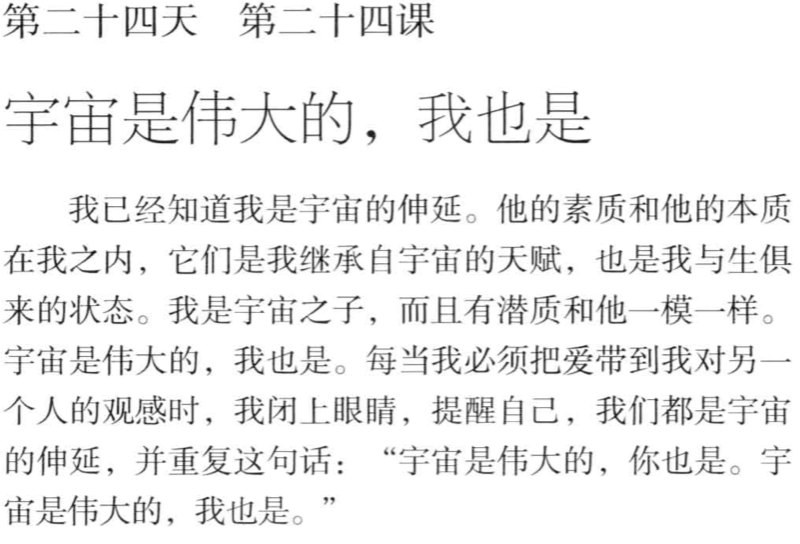 第二十四天　第二十四课
宇宙是伟大的，我也是
我已经知道我是宇宙的伸延。他的素质和他的本质
在我之内，它们是我继承自宇宙的天赋，也是我与生俱
来的状态。我是宇宙之子，而且有潜质和他一模一样。
宇宙是伟大的，我也是。每当我必须把爱带到我对另一
个人的观感时，我闭上眼睛，提醒自己，我们都是宇宙
的伸延，并重复这句话：“宇宙是伟大的，你也是。宇
宙是伟大的，我也是。”